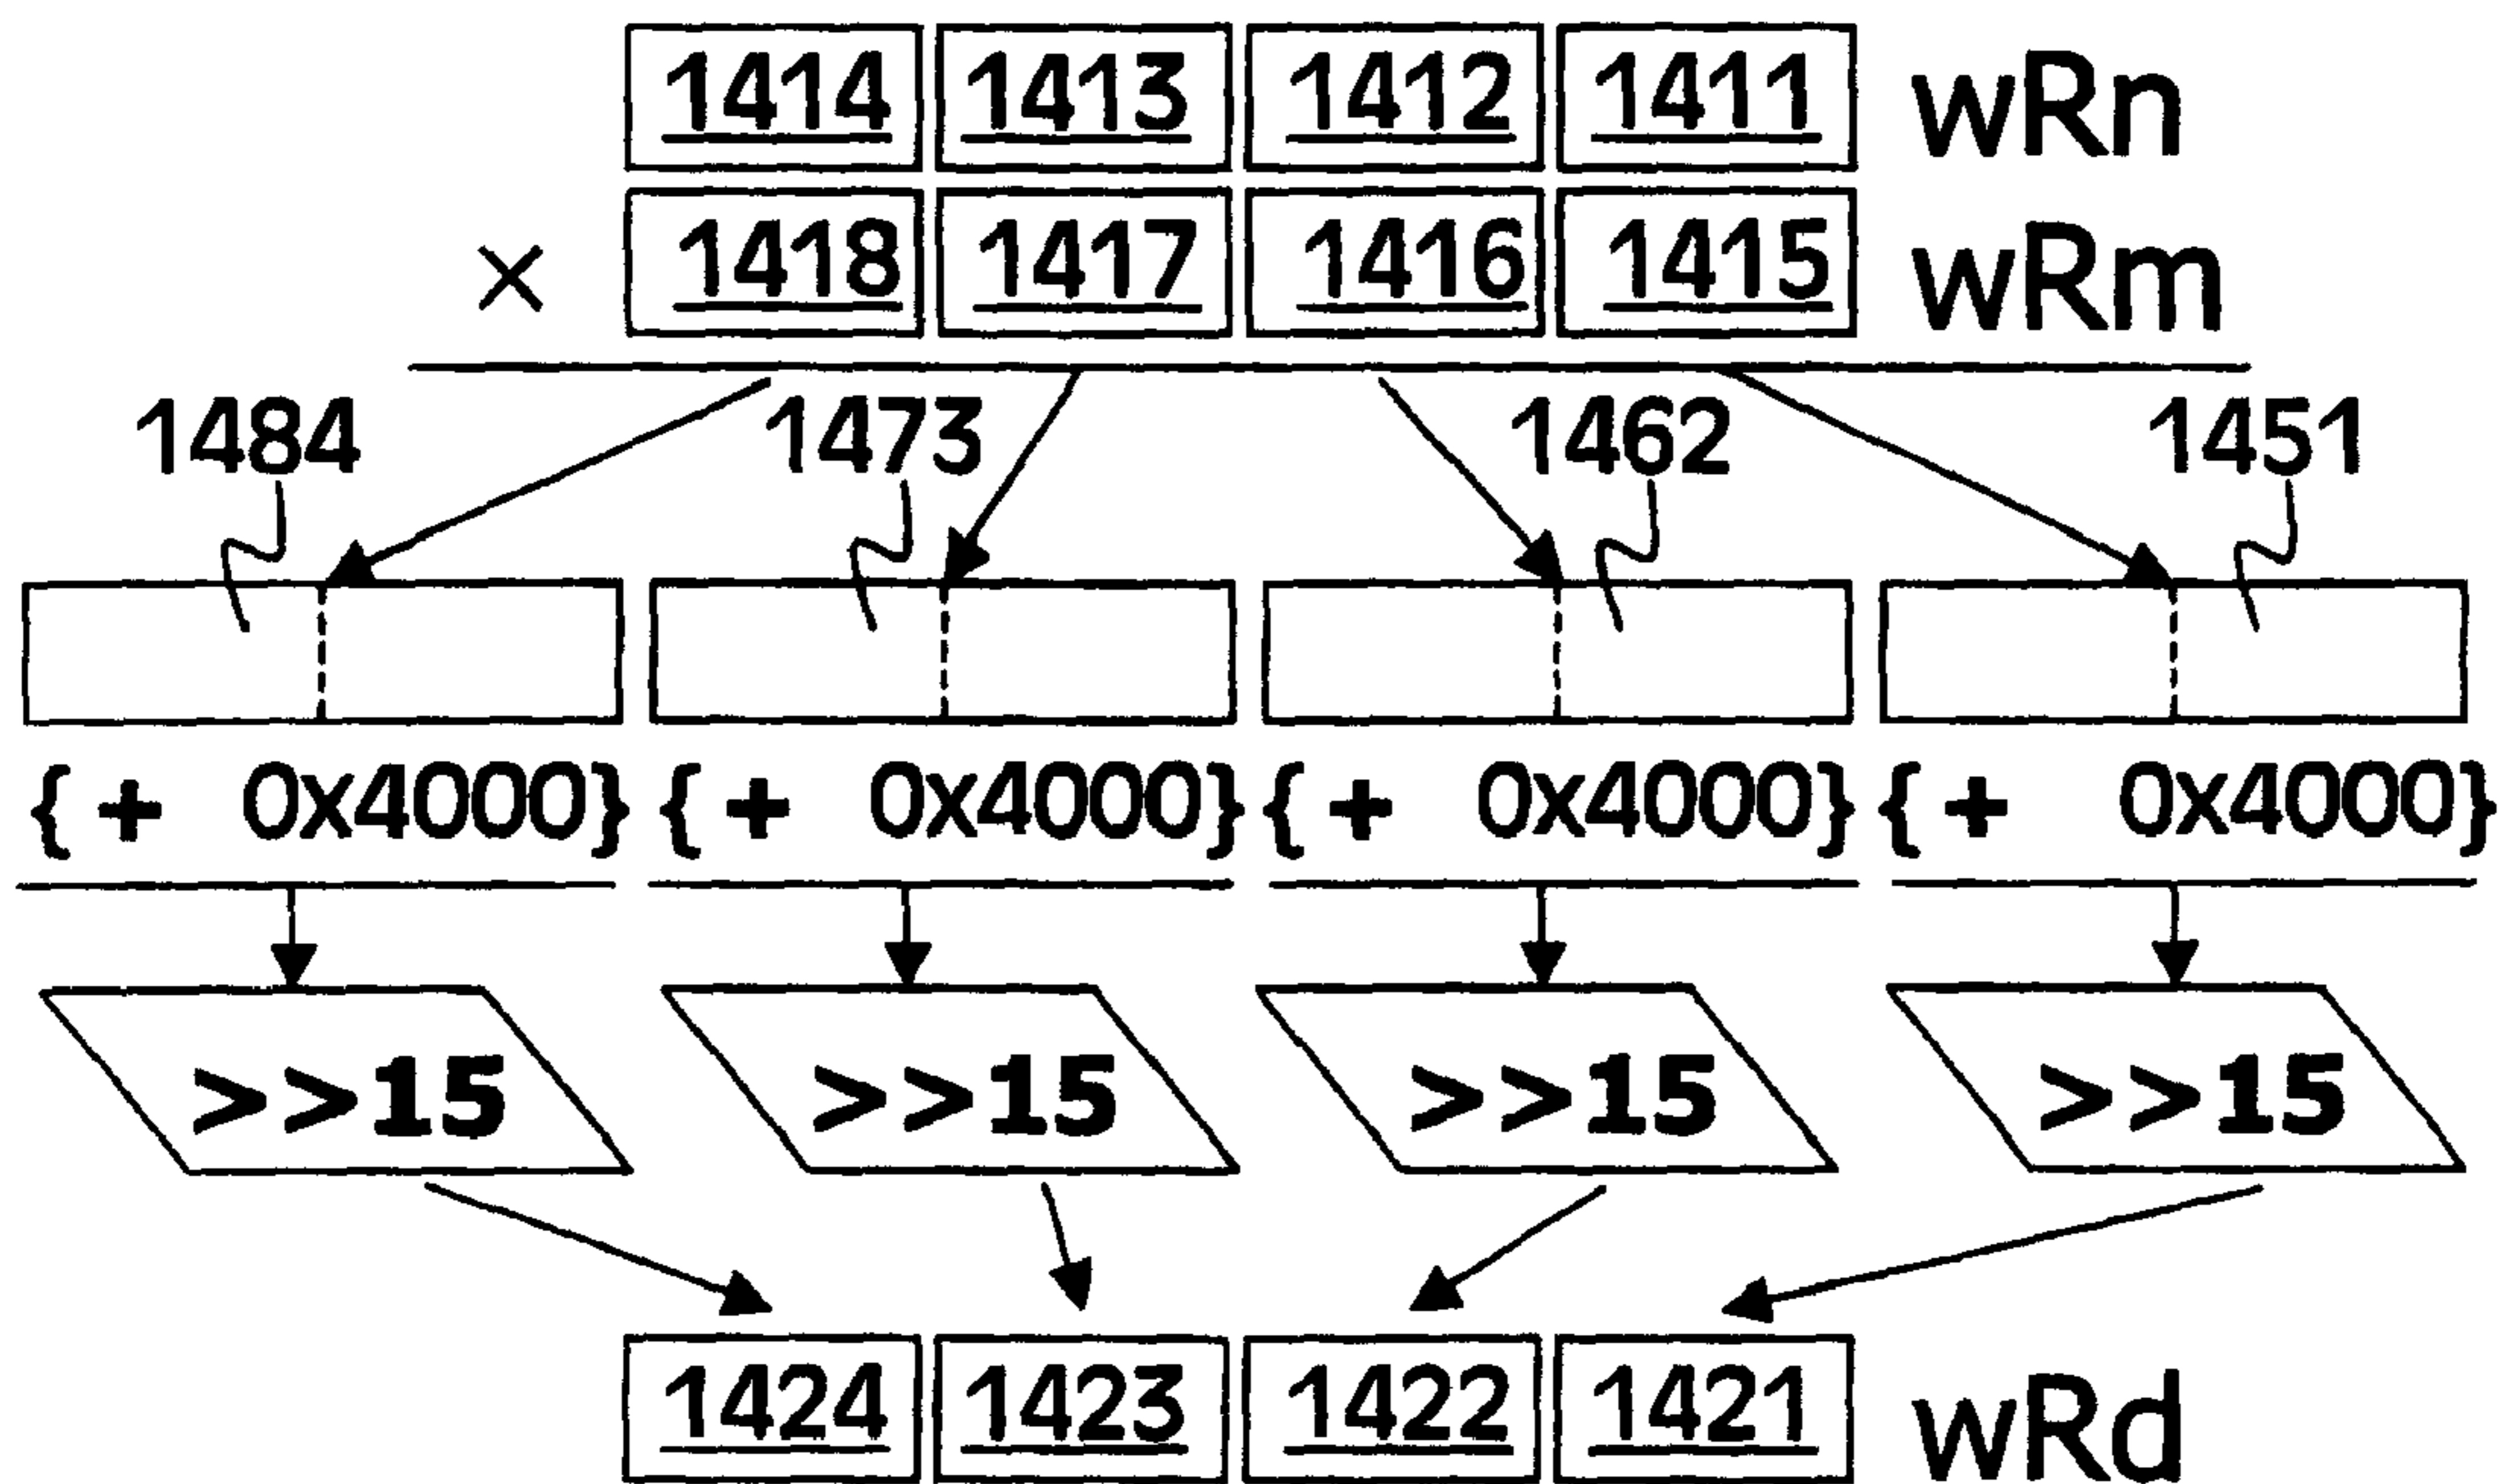 1414 1413 1412 1411 wRn
× 1418 1417 1416 1415 wRm
1484 1473 1462 1451
{ + 0x4000} { + 0x4000} { + 0x4000} { + 0x4000}
>>15 >>15 >>15 >>15
1424 1423 1422 1421 wRd